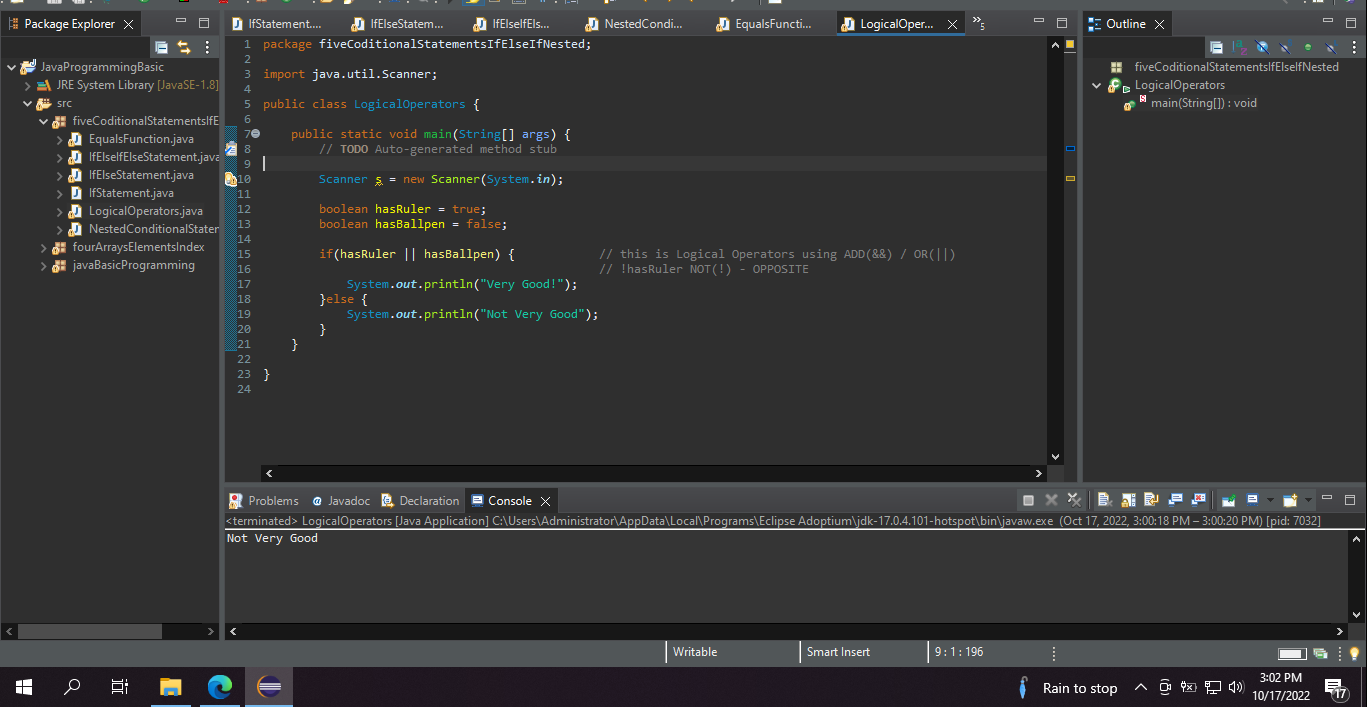 Package Explorer
JavaProgrammingBasic
JRE System Library [JavaSE-1.8]
src
fiveCoditionalStatementsIfE
EqualsFunction.java
IfElseIfElseStatement.java
IfElseStatement.java
IfStatement.java
LogicalOperators.java
NestedConditionalStater
fourArraysElementsIndex
javaBasicProgramming
IfStatement....
IfElseStatem...
IfElseIfEls...
NestedCondi...
EqualsFuncti...
LogicalOper...
»5
1 package fiveCoditionalStatementsIfElseIfNested;
2
3 import java.util.Scanner;
4
5 public class LogicalOperators {
6
7 public static void main(String[] args) {
8 // TODO Auto-generated method stub
9
10 Scanner s = new Scanner(System.in);
11
12 boolean hasRuler = true;
13 boolean hasBallpen = false;
14
15 if(hasRuler || hasBallpen) { // this is Logical Operators using ADD(&&) / OR(||)
16 // !hasRuler NOT(!) - OPPOSITE
17 System.out.println("Very Good!");
18 }else {
19 System.out.println("Not Very Good");
20 }
21 }
22
23 }
24
Outline
fiveCoditionalStatementsIfElseIfNested
LogicalOperators
main(String[]) : void
Problems
Javadoc
Declaration
Console
<terminated> LogicalOperators [Java Application] C:\Users\Administrator\AppData\Local\Programs\Eclipse Adoptium\jdk-17.0.4.101-hotspot\bin\javaw.exe (Oct 17, 2022, 3:00:18 PM – 3:00:20 PM) [pid: 7032]
Not Very Good
Writable
Smart Insert
9 : 1 : 196
Rain to stop
3:02 PM
10/17/2022
17